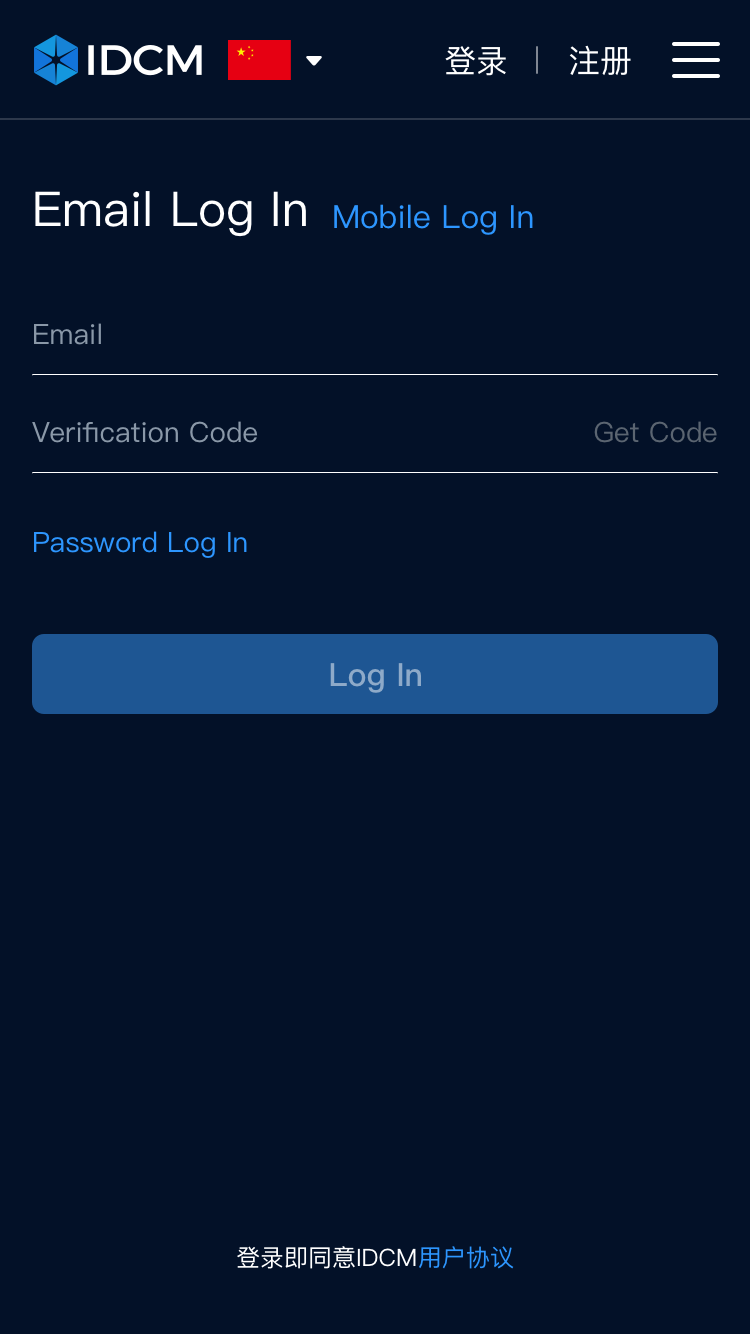 IDCM 登录 注册
Email Log In Mobile Log In
Email
Verification Code Get Code
Password Log In
Log In
登录即同意IDCM用户协议